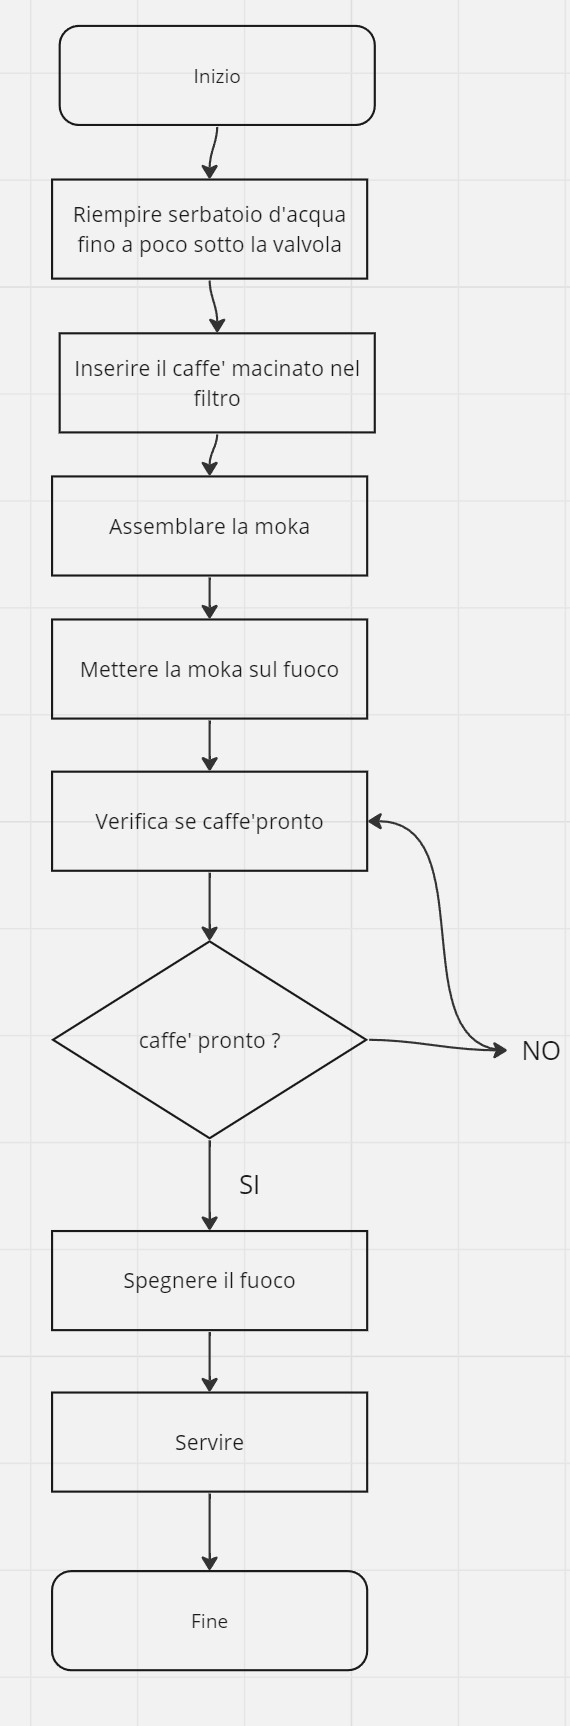 Inizio
Riempire serbatoio d'acqua
fino a poco sotto la valvola
Inserire il caffe' macinato nel
filtro
Assemblare la moka
Mettere la moka sul fuoco
Verifica se caffe'pronto
caffe' pronto ?
NO
SI
Spegnere il fuoco
Servire
Fine